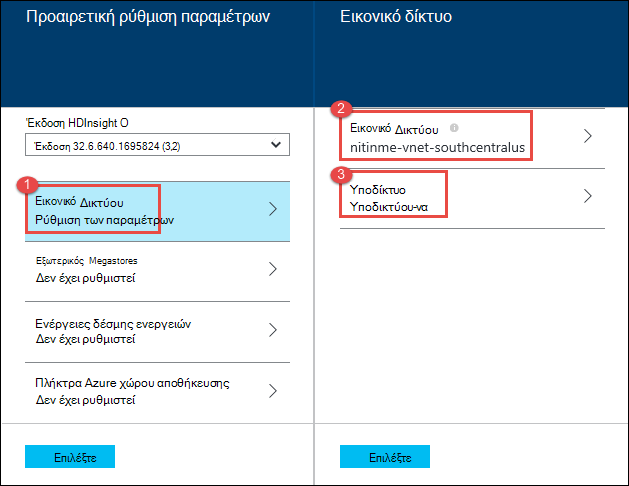 Προαιρετική ρύθμιση παραμέτρων
Έκδοση HDInsight Ο
Έκδοση 32.6.640.1695824 (3,2)
1
Εικονικό Δικτύου
Ρύθμιση των παραμέτρων
Εξωτερικός Megastores
Δεν έχει ρυθμιστεί
Ενέργειες δέσμης ενεργειών
Δεν έχει ρυθμιστεί
Πλήκτρα Azure χώρου αποθήκευσης
Δεν έχει ρυθμιστεί
Επιλέξτε
Εικονικό δίκτυο
2
Εικονικό Δικτύου
nitinme-vnet-southcentralus
3
Υποδίκτυο
Υποδικτύου-να
Επιλέξτε